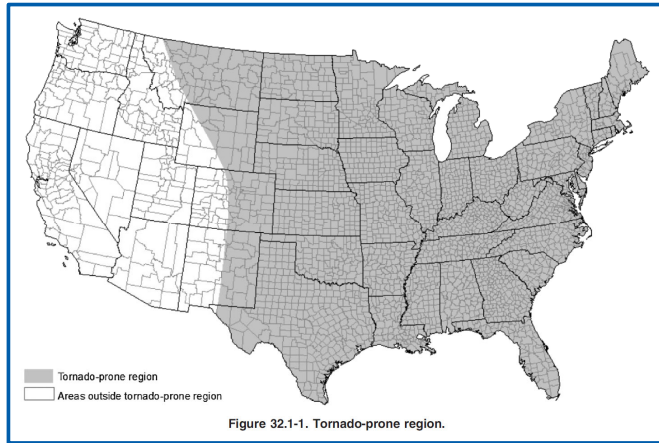 Tornado-prone region
Areas outside tornado-prone region
Figure 32.1-1. Tornado-prone region.